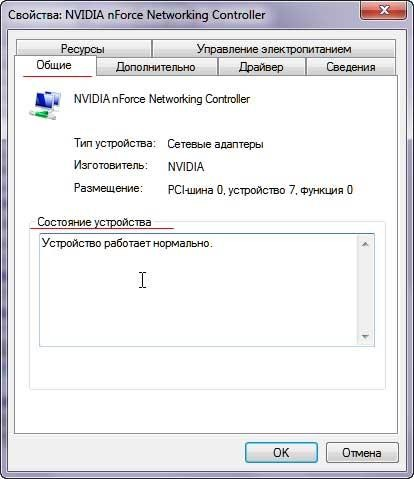 Свойства: NVIDIA nForce Networking Controller
Ресурсы Управление электропитанием
Общие Дополнительно Драйвер Сведения
NVIDIA nForce Networking Controller
Тип устройства: Сетевые адаптеры
Изготовитель: NVIDIA
Размещение: PCI-шина 0, устройство 7, функция 0
Состояние устройства
Устройство работает нормально.
OK Отмена